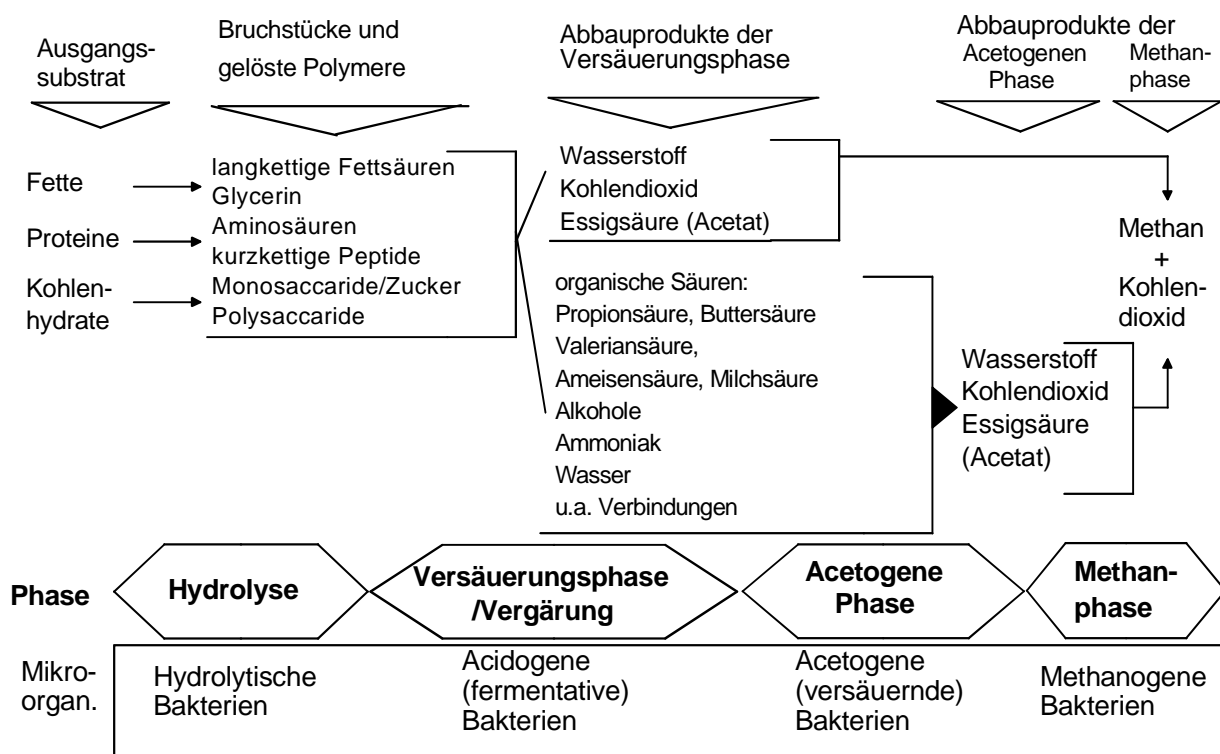 Ausgangs-
substrat
Bruchstücke und
gelöste Polymere
Abbauprodukte der
Versäuerungsphase
Abbauprodukte der
Acetogenen
Phase
Methan-
phase
Fette
Proteine
Kohlen-
hydrate
langkettige Fettsäuren
Glycerin
Aminosäuren
kurzkettige Peptide
Monosaccaride/Zucker
Polysaccaride
Wasserstoff
Kohlendioxid
Essigsäure (Acetat)
organische Säuren:
Propionsäure, Buttersäure
Valeriansäure,
Ameisensäure, Milchsäure
Alkohole
Ammoniak
Wasser
u.a. Verbindungen
Wasserstoff
Kohlendioxid
Essigsäure
(Acetat)
Methan
+
Kohlen-
dioxid
Phase
Hydrolyse
Versäuerungsphase
/Vergärung
Acetogene
Phase
Methan-
phase
Mikro-
organ.
Hydrolytische
Bakterien
Acidogene
(fermentative)
Bakterien
Acetogene
(versäuernde)
Bakterien
Methanogene
Bakterien